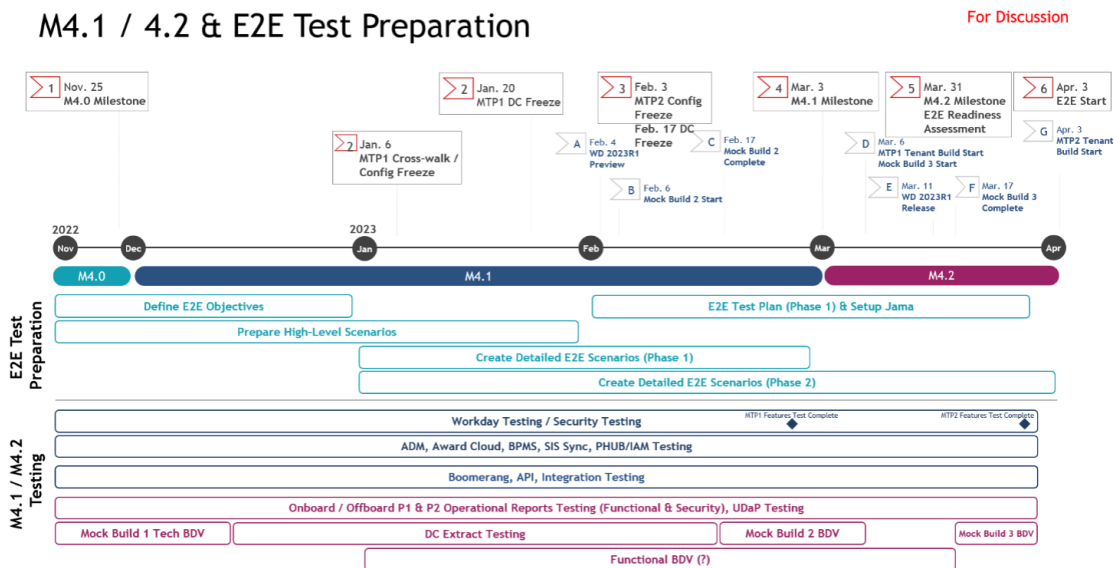 M4.1 / 4.2 & E2E Test Preparation
For Discussion
1
Nov. 25
M4.0 Milestone
2
Jan. 6
MTP1 Cross-walk /
Config Freeze
2
Jan. 20
MTP1 DC Freeze
3
Feb. 3
MTP2 Config
Freeze
Feb. 17 DC
Freeze
4
Mar. 3
M4.1 Milestone
5
Mar. 31
M4.2 Milestone
E2E Readiness
Assessment
6
Apr. 3
E2E Start
A
Feb. 4
WD 2023R1
Preview
B
Feb. 6
Mock Build 2 Start
C
Feb. 17
Mock Build 2
Complete
D
Mar. 6
MTP1 Tenant Build Start
Mock Build 3 Start
E
Mar. 11
WD 2023R1
Release
F
Mar. 17
Mock Build 3
Complete
G
Apr. 3
MTP2 Tenant
Build Start
2022
2023
Nov
Dec
Jan
Feb
Mar
Apr
M4.0
M4.1
M4.2
E2E Test
Preparation
Define E2E Objectives
E2E Test Plan (Phase 1) & Setup Jama
Prepare High-Level Scenarios
Create Detailed E2E Scenarios (Phase 1)
Create Detailed E2E Scenarios (Phase 2)
M4.1 / M4.2
Testing
Workday Testing / Security Testing
MTP1 Features Test Complete
MTP2 Features Test Complete
ADM, Award Cloud, BPMS, SIS Sync, PHUB/IAM Testing
Boomerang, API, Integration Testing
Onboard / Offboard P1 & P2 Operational Reports Testing (Functional & Security), UDaP Testing
Mock Build 1 Tech BDV
DC Extract Testing
Mock Build 2 BDV
Mock Build 3 BDV
Functional BDV (?)